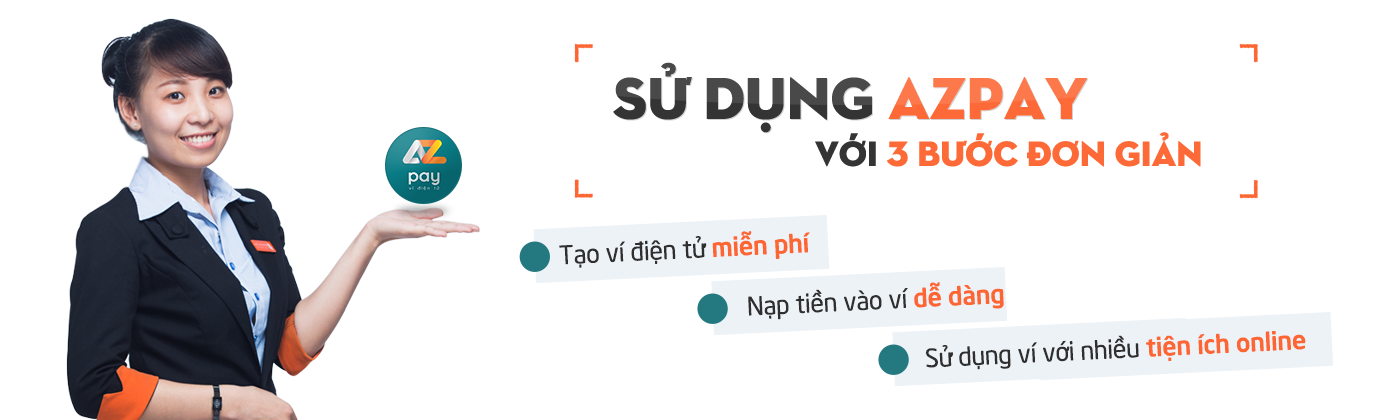 AZ
pay
ví điện tử
SỬ DỤNG AZPAY
VỚI 3 BƯỚC ĐƠN GIẢN
Tạo ví điện tử miễn phí
Nạp tiền vào ví dễ dàng
Sử dụng ví với nhiều tiện ích online